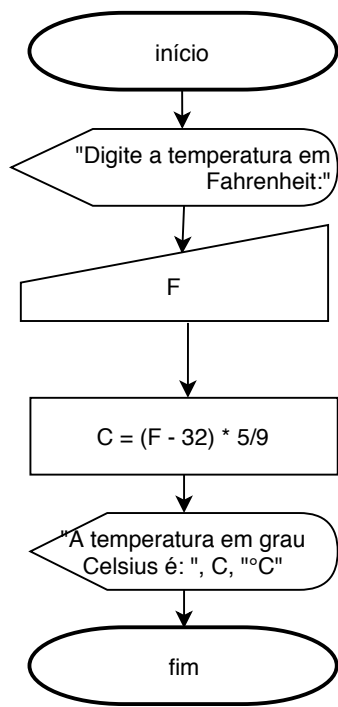 início
"Digite a temperatura em
Fahrenheit:"
F
C = (F - 32) * 5/9
"A temperatura em grau
Celsius é: ", C, "°C"
fim